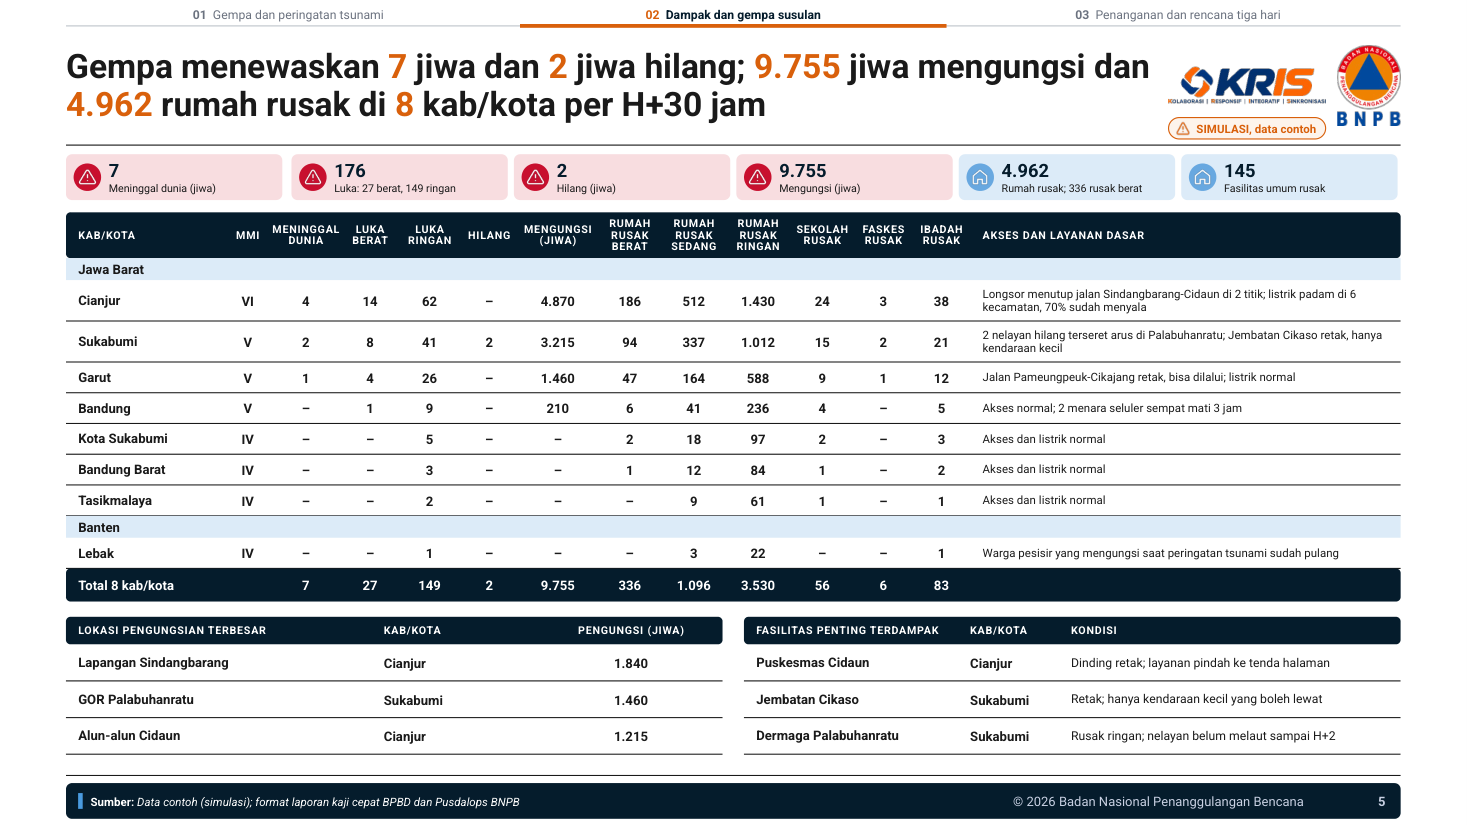 01 Gempa dan peringatan tsunami
02 Dampak dan gempa susulan
03 Penanganan dan rencana tiga hari
Gempa menewaskan 7 jiwa dan 2 jiwa hilang; 9.755 jiwa mengungsi dan
4.962 rumah rusak di 8 kab/kota per H+30 jam
KRIS
KOLABORASI | RESPONSIF | INTEGRATIF | SINKRONISASI
SIMULASI, data contoh
BADAN NASIONAL
PENANGGULANGAN BENCANA
BNPB
7
Meninggal dunia (jiwa)
176
Luka: 27 berat, 149 ringan
2
Hilang (jiwa)
9.755
Mengungsi (jiwa)
4.962
Rumah rusak; 336 rusak berat
145
Fasilitas umum rusak
KAB/KOTA MMI MENINGGAL DUNIA LUKA BERAT LUKA RINGAN HILANG MENGUNGSI (JIWA) RUMAH RUSAK BERAT RUMAH RUSAK SEDANG RUMAH RUSAK RINGAN SEKOLAH RUSAK FASKES RUSAK IBADAH RUSAK AKSES DAN LAYANAN DASAR
Jawa Barat
Cianjur VI 4 14 62 – 4.870 186 512 1.430 24 3 38 Longsor menutup jalan Sindangbarang-Cidaun di 2 titik; listrik padam di 6
kecamatan, 70% sudah menyala
Sukabumi V 2 8 41 2 3.215 94 337 1.012 15 2 21 2 nelayan hilang terseret arus di Palabuhanratu; Jembatan Cikaso retak, hanya
kendaraan kecil
Garut V 1 4 26 – 1.460 47 164 588 9 1 12 Jalan Pameungpeuk-Cikajang retak, bisa dilalui; listrik normal
Bandung V – 1 9 – 210 6 41 236 4 – 5 Akses normal; 2 menara seluler sempat mati 3 jam
Kota Sukabumi IV – – 5 – – 2 18 97 2 – 3 Akses dan listrik normal
Bandung Barat IV – – 3 – – 1 12 84 1 – 2 Akses dan listrik normal
Tasikmalaya IV – – 2 – – – 9 61 1 – 1 Akses dan listrik normal
Banten
Lebak IV – – 1 – – – 3 22 – – 1 Warga pesisir yang mengungsi saat peringatan tsunami sudah pulang
Total 8 kab/kota 7 27 149 2 9.755 336 1.096 3.530 56 6 83
LOKASI PENGUNGSIAN TERBESAR KAB/KOTA PENGUNGSI (JIWA)
Lapangan Sindangbarang Cianjur 1.840
GOR Palabuhanratu Sukabumi 1.460
Alun-alun Cidaun Cianjur 1.215
FASILITAS PENTING TERDAMPAK KAB/KOTA KONDISI
Puskesmas Cidaun Cianjur Dinding retak; layanan pindah ke tenda halaman
Jembatan Cikaso Sukabumi Retak; hanya kendaraan kecil yang boleh lewat
Dermaga Palabuhanratu Sukabumi Rusak ringan; nelayan belum melaut sampai H+2
Sumber: Data contoh (simulasi); format laporan kaji cepat BPBD dan Pusdalops BNPB
© 2026 Badan Nasional Penanggulangan Bencana 5